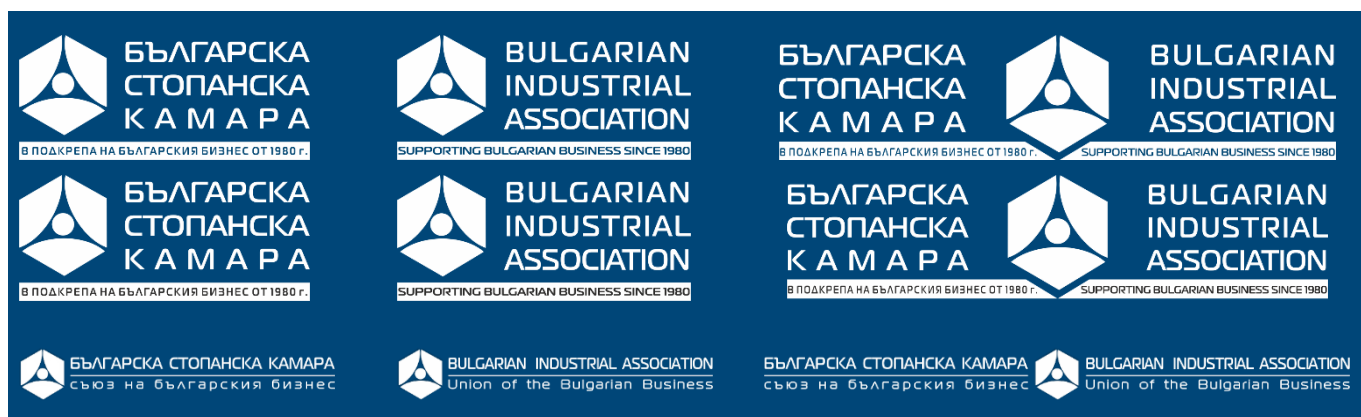 БЪЛГАРСКА
СТОПАНСКА
КАМАРА
В ПОДКРЕПА НА БЪЛГАРСКИЯ БИЗНЕС ОТ 1980 г.
BULGARIAN
INDUSTRIAL
ASSOCIATION
SUPPORTING BULGARIAN BUSINESS SINCE 1980
БЪЛГАРСКА
СТОПАНСКА
КАМАРА
В ПОДКРЕПА НА БЪЛГАРСКИЯ БИЗНЕС ОТ 1980 г.
BULGARIAN
INDUSTRIAL
ASSOCIATION
SUPPORTING BULGARIAN BUSINESS SINCE 1980
БЪЛГАРСКА
СТОПАНСКА
КАМАРА
В ПОДКРЕПА НА БЪЛГАРСКИЯ БИЗНЕС ОТ 1980 г.
BULGARIAN
INDUSTRIAL
ASSOCIATION
SUPPORTING BULGARIAN BUSINESS SINCE 1980
БЪЛГАРСКА
СТОПАНСКА
КАМАРА
В ПОДКРЕПА НА БЪЛГАРСКИЯ БИЗНЕС ОТ 1980 г.
BULGARIAN
INDUSTRIAL
ASSOCIATION
SUPPORTING BULGARIAN BUSINESS SINCE 1980
БЪЛГАРСКА СТОПАНСКА КАМАРА
съюз на българския бизнес
BULGARIAN INDUSTRIAL ASSOCIATION
Union of the Bulgarian Business
БЪЛГАРСКА СТОПАНСКА КАМАРА
съюз на българския бизнес
BULGARIAN INDUSTRIAL ASSOCIATION
Union of the Bulgarian Business